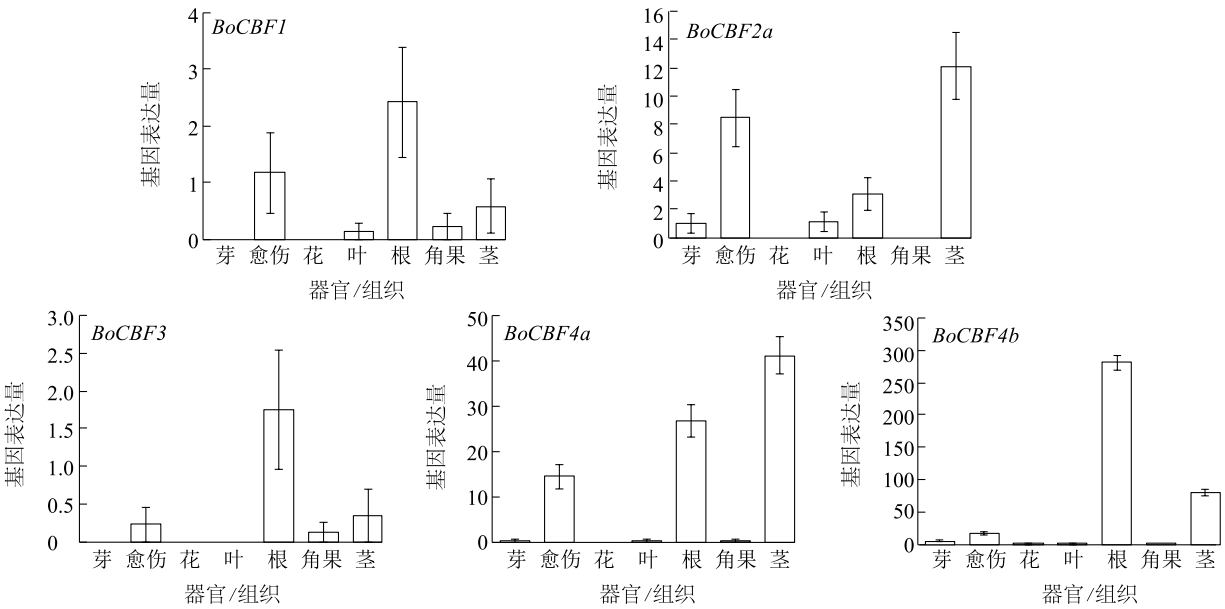 BoCBF1
基因表达量
4
3
2
1
0
芽 愈伤 花 叶 根 角果 茎
器官/组织
BoCBF2a
基因表达量
16
14
12
10
8
6
4
2
0
芽 愈伤 花 叶 根 角果 茎
器官/组织
BoCBF3
基因表达量
3.0
2.5
2.0
1.5
1.0
0.5
0
芽 愈伤 花 叶 根 角果 茎
器官/组织
BoCBF4a
基因表达量
50
40
30
20
10
0
芽 愈伤 花 叶 根 角果 茎
器官/组织
BoCBF4b
基因表达量
350
300
250
200
150
100
50
0
芽 愈伤 花 叶 根 角果 茎
器官/组织